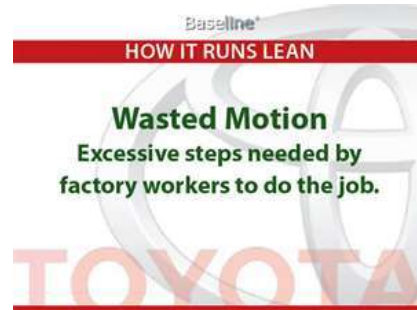 Baseline
HOW IT RUNS LEAN
Wasted Motion
Excessive steps needed by
factory workers to do the job.
TOYOTA